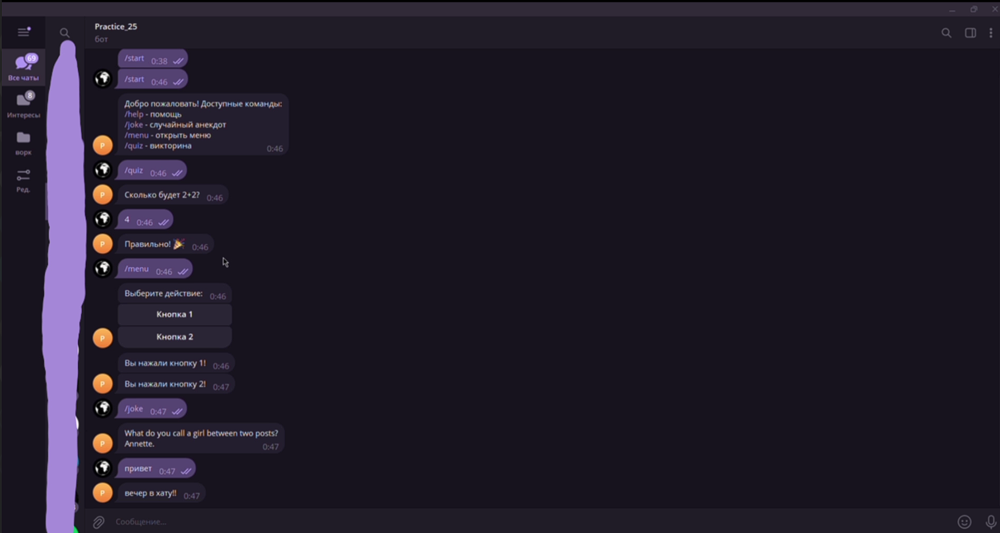 Practice_25
бот
69
Все чаты
8
Интересы
ворк
Ред.
/start 0:38
/start 0:46
Добро пожаловать! Доступные команды:
/help - помощь
/joke - случайный анекдот
/menu - открыть меню
/quiz - викторина
0:46
P
/quiz 0:46
P
Сколько будет 2+2? 0:46
4 0:46
P
Правильно! 🎉 0:46
/menu 0:46
Выберите действие: 0:46
Кнопка 1
P
Кнопка 2
Вы нажали кнопку 1! 0:46
P
Вы нажали кнопку 2! 0:47
/joke 0:47
What do you call a girl between two posts?
Annette.
0:47
P
привет 0:47
P
вечер в хату!! 0:47
Сообщение...